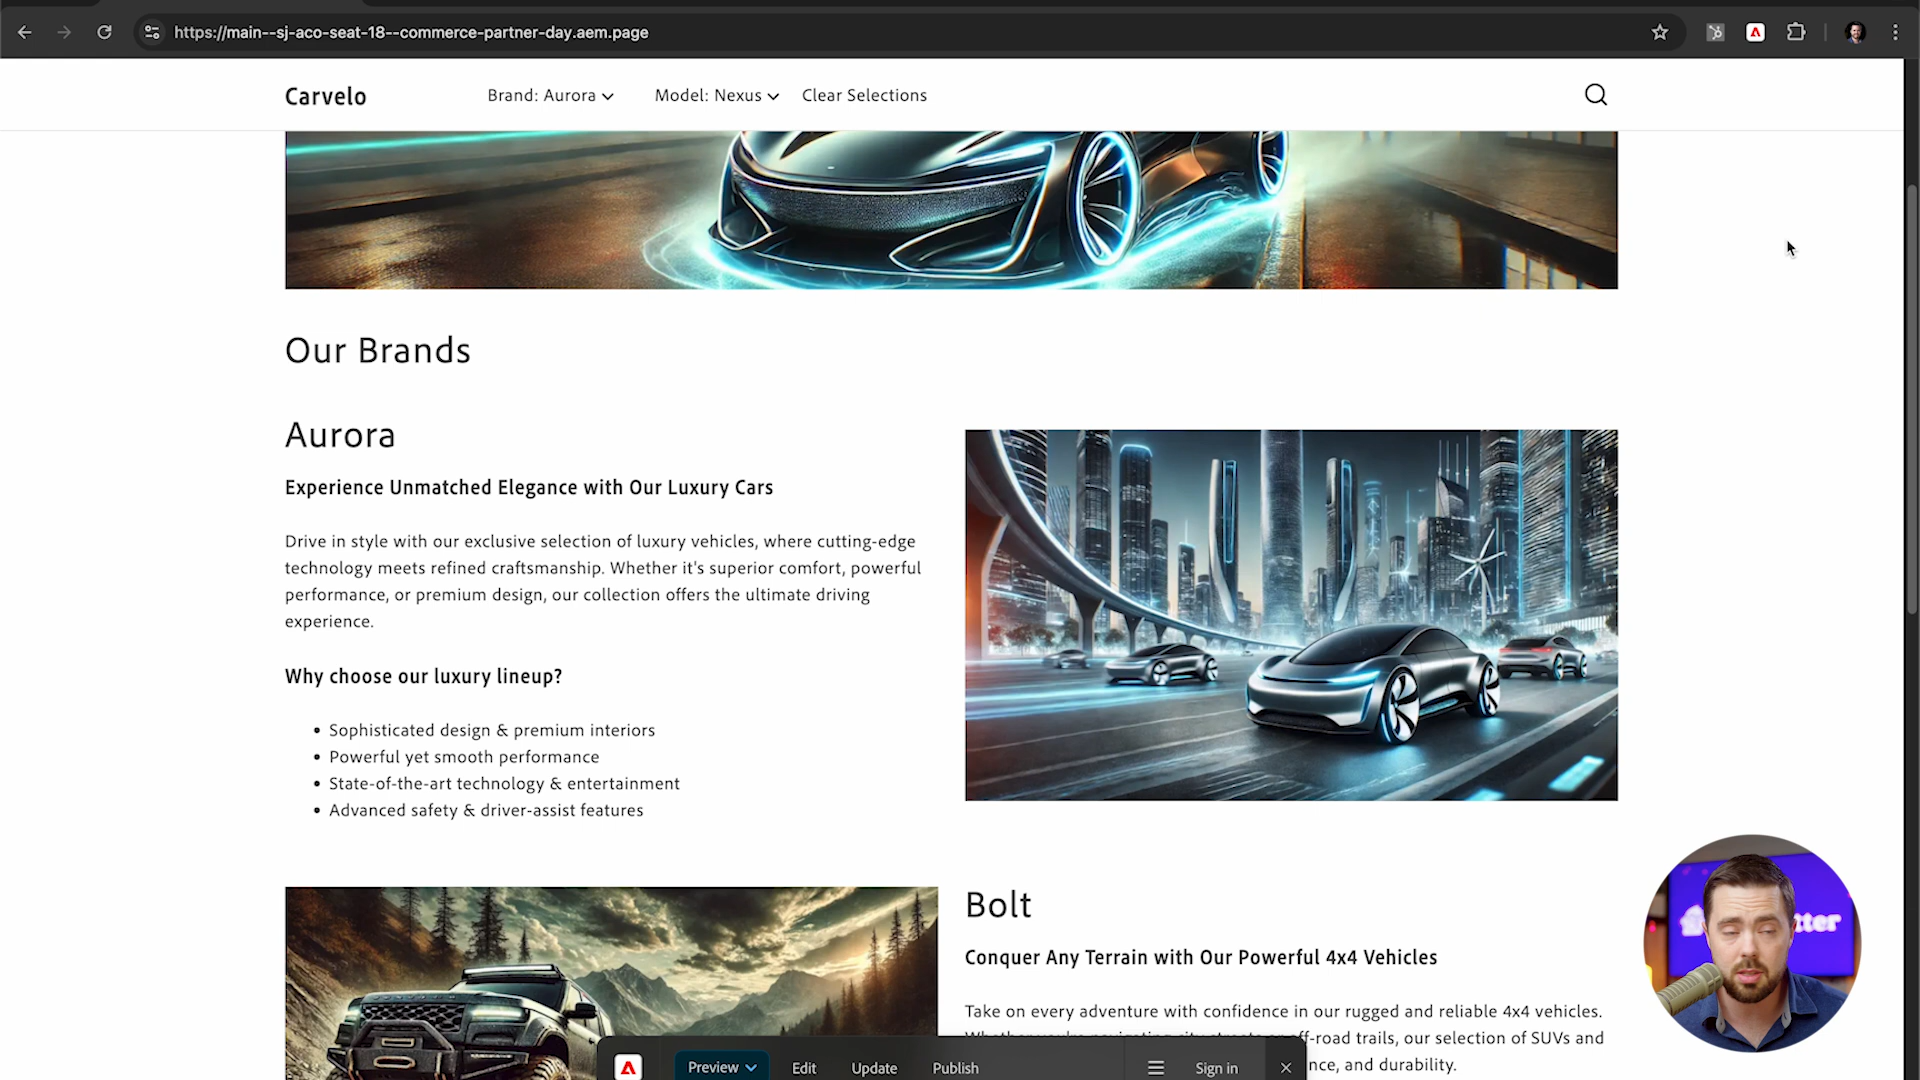 https://main--sj-aco-seat-18--commerce-partner-day.aem.page
Carvelo
Brand: Aurora
Model: Nexus
Clear Selections
Our Brands
Aurora
Experience Unmatched Elegance with Our Luxury Cars
Drive in style with our exclusive selection of luxury vehicles, where cutting-edge
technology meets refined craftsmanship. Whether it's superior comfort, powerful
performance, or premium design, our collection offers the ultimate driving
experience.
Why choose our luxury lineup?
• Sophisticated design & premium interiors
• Powerful yet smooth performance
• State-of-the-art technology & entertainment
• Advanced safety & driver-assist features
Bolt
Conquer Any Terrain with Our Powerful 4x4 Vehicles
Take on every adventure with confidence in our rugged and reliable 4x4 vehicles.
f-road trails, our selection of SUVs and
nce, and durability.
Preview
Edit
Update
Publish
Sign in
tter